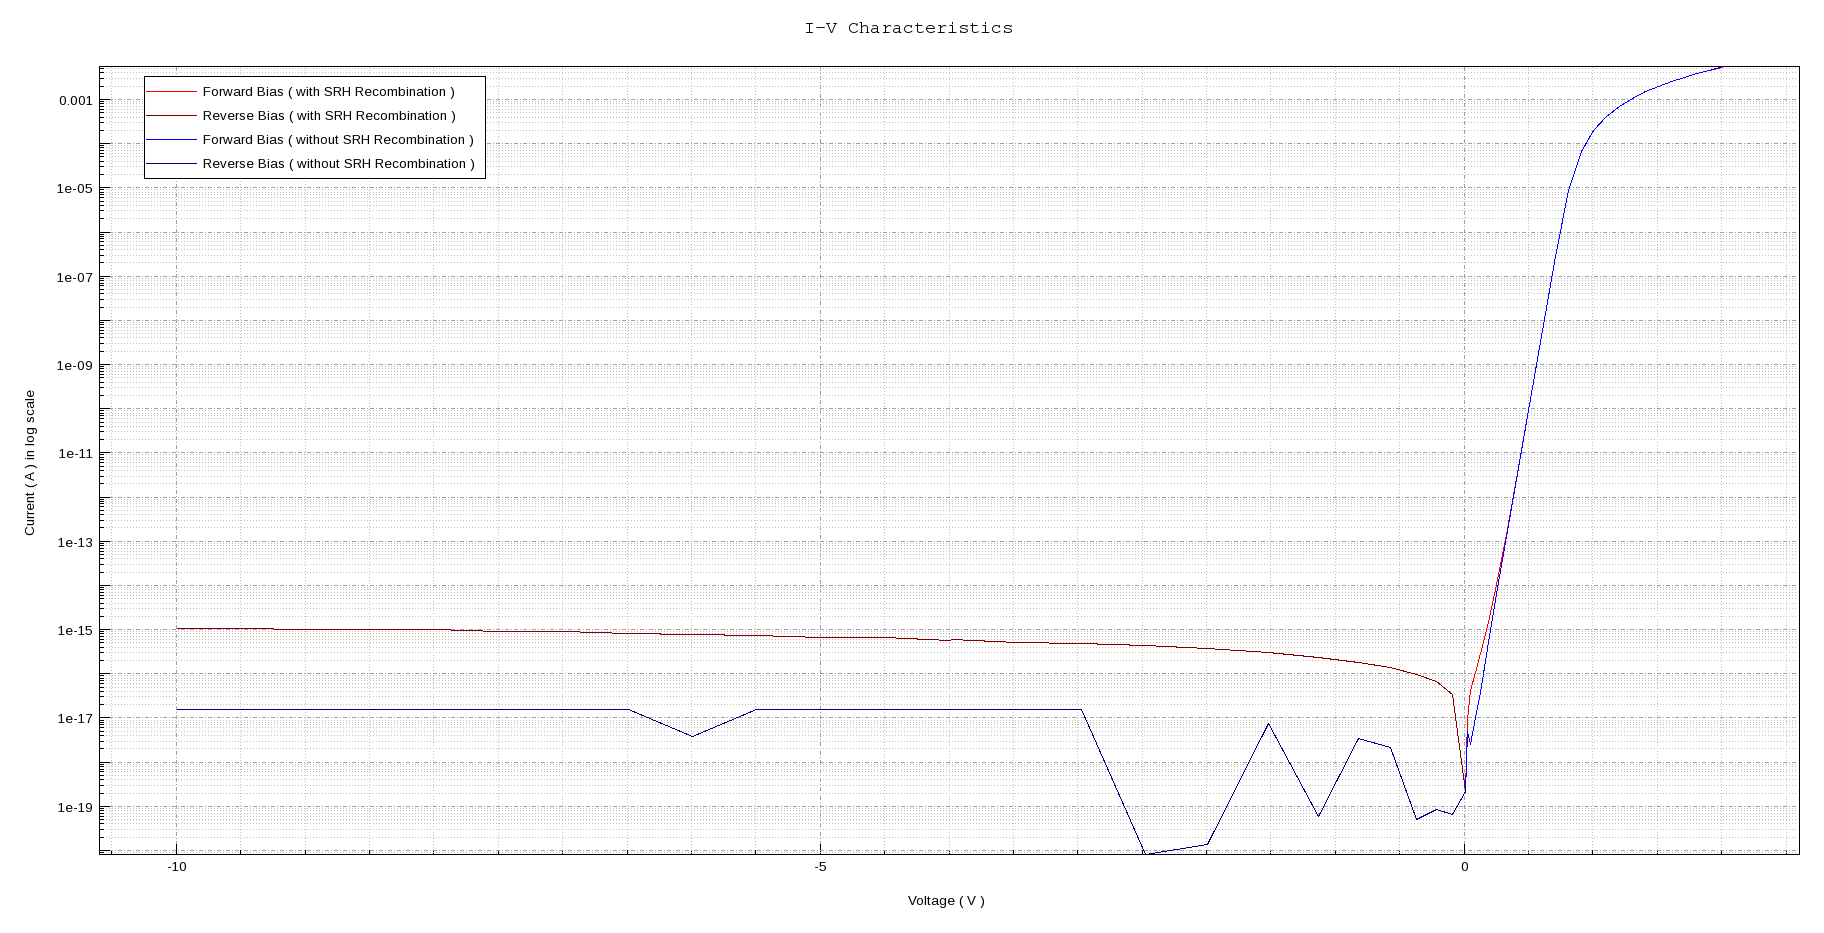 I-V Characteristics
Forward Bias ( with SRH Recombination )
Reverse Bias ( with SRH Recombination )
Forward Bias ( without SRH Recombination )
Reverse Bias ( without SRH Recombination )
0.001
1e-05
1e-07
1e-09
1e-11
1e-13
1e-15
1e-17
1e-19
Current ( A ) in log scale
-10
-5
0
Voltage ( V )